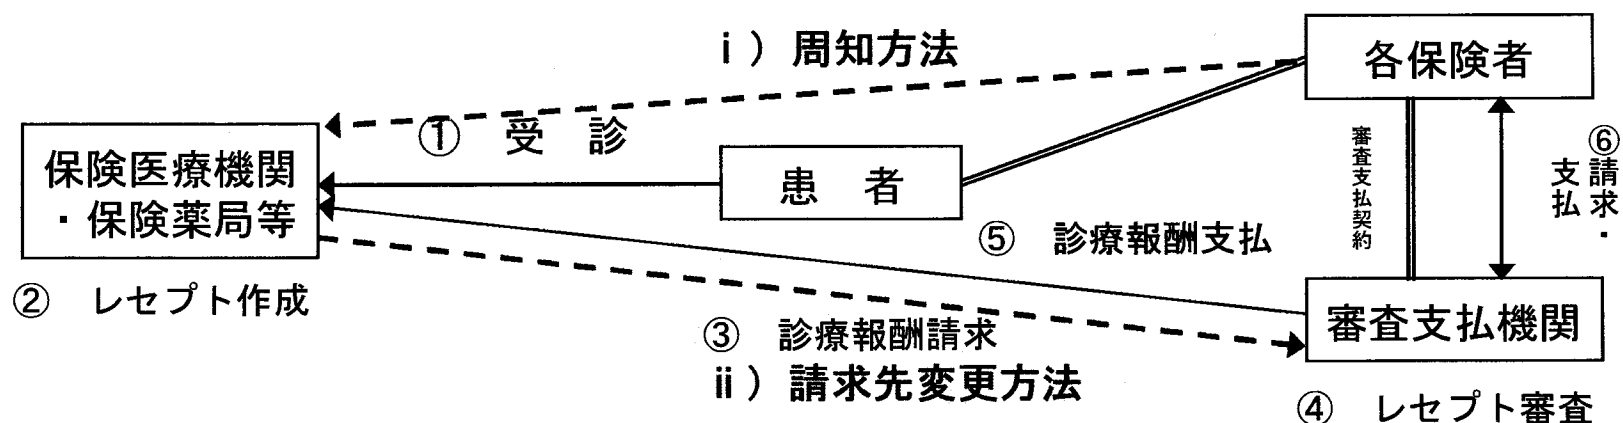 ⅰ）周知方法
各保険者
① 受 診
保険医療機関
・保険薬局等
患 者
審査支払契約
⑥請求・
支払
⑤ 診療報酬支払
② レセプト作成
③ 診療報酬請求
審査支払機関
ⅱ）請求先変更方法
④ レセプト審査